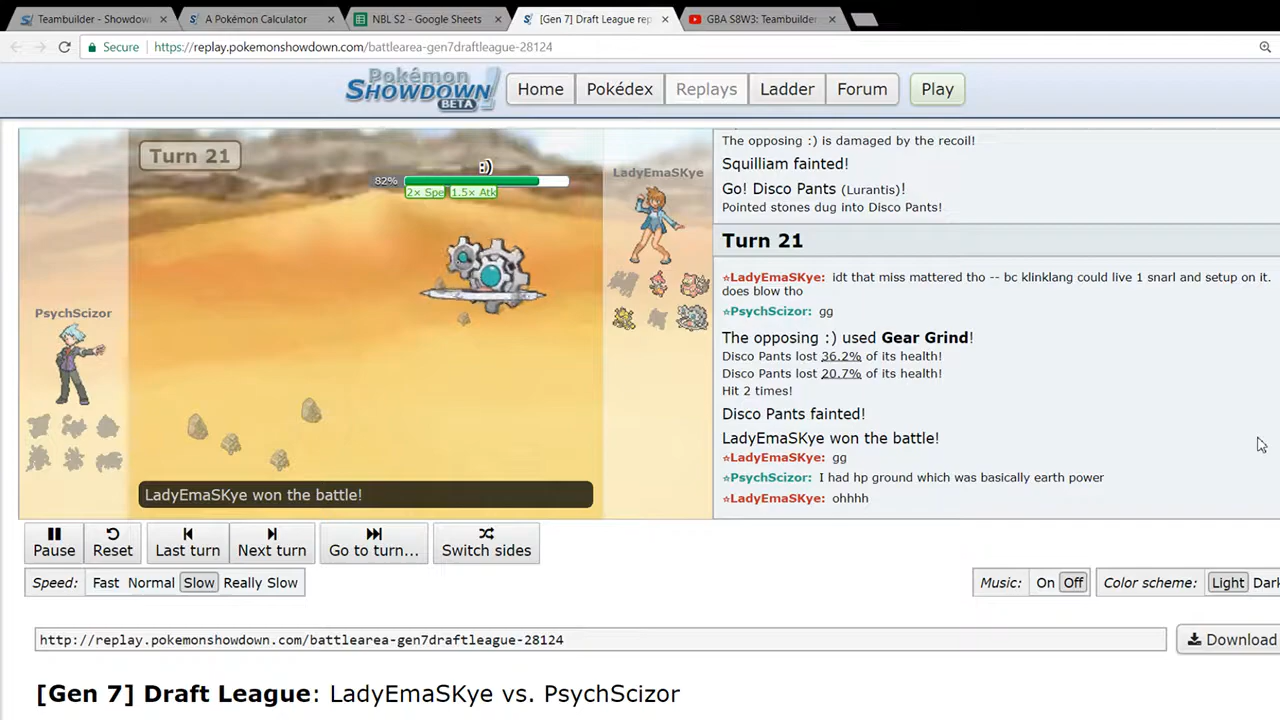 Teambuilder - Showdown
A Pokémon Calculator
NBL S2 - Google Sheets
[Gen 7] Draft League rep
GBA S8W3: Teambuilder
Secure
https://replay.pokemonshowdown.com/battlearea-gen7draftleague-28124
Pokémon SHOWDOWN! BETA
Home
Pokédex
Replays
Ladder
Forum
Play
Turn 21
:)
82%
2× Spe 1.5× Atk
LadyEmaSKye
PsychScizor
LadyEmaSKye won the battle!
The opposing :) is damaged by the recoil!
Squilliam fainted!
Go! Disco Pants (Lurantis)!
Pointed stones dug into Disco Pants!
Turn 21
☆LadyEmaSKye: idt that miss mattered tho -- bc klinklang could live 1 snarl and setup on it.
does blow tho
☆PsychScizor: gg
The opposing :) used Gear Grind!
Disco Pants lost 36.2% of its health!
Disco Pants lost 20.7% of its health!
Hit 2 times!
Disco Pants fainted!
LadyEmaSKye won the battle!
☆LadyEmaSKye: gg
☆PsychScizor: I had hp ground which was basically earth power
☆LadyEmaSKye: ohhhh
Pause
Reset
Last turn
Next turn
Go to turn...
Switch sides
Speed: Fast Normal Slow Really Slow
Music: On Off
Color scheme: Light Dark
http://replay.pokemonshowdown.com/battlearea-gen7draftleague-28124
Download
[Gen 7] Draft League: LadyEmaSKye vs. PsychScizor